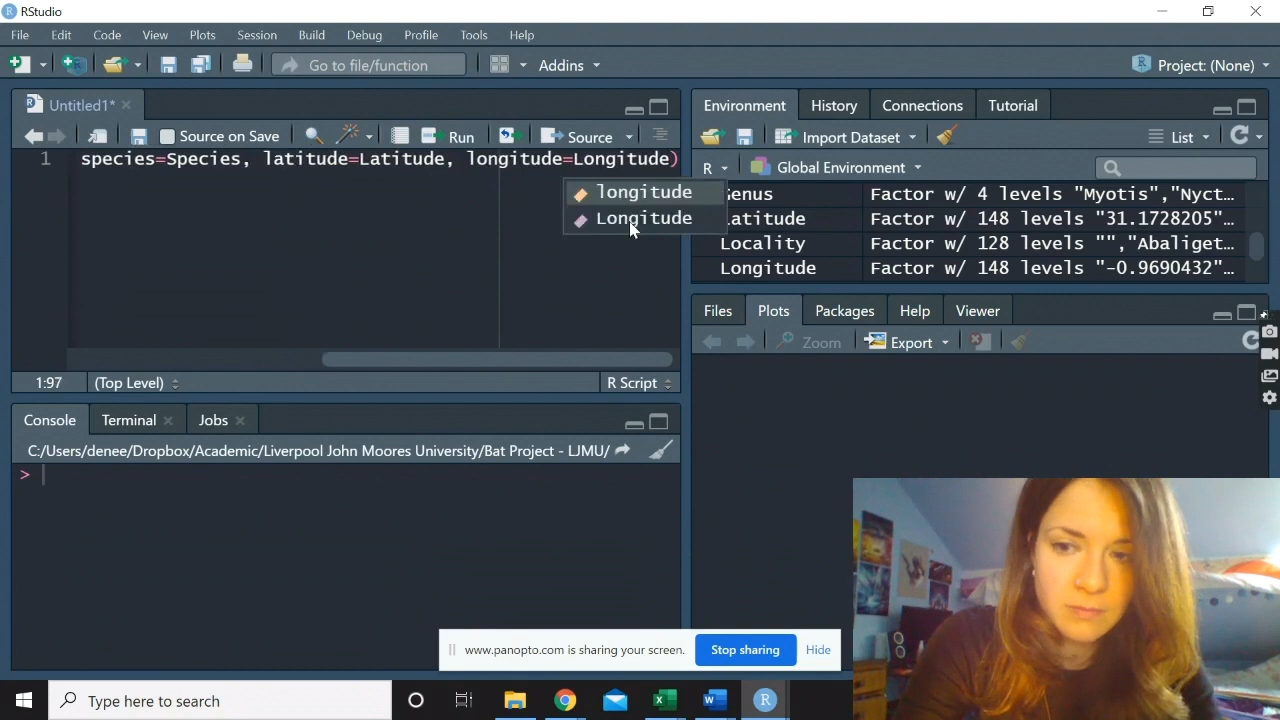 RStudio
File Edit Code View Plots Session Build Debug Profile Tools Help
Go to file/function Addins Project: (None)
Untitled1*
Source on Save Run Source
1 species=Species, latitude=Latitude, longitude=Longitude)
longitude
Longitude
1:97 (Top Level) R Script
Console Terminal Jobs
C:/Users/denee/Dropbox/Academic/Liverpool John Moores University/Bat Project - LJMU/
>
Environment History Connections Tutorial
Import Dataset List
R Global Environment
Genus Factor w/ 4 levels "Myotis","Nyct…
Latitude Factor w/ 148 levels "31.1728205"…
Locality Factor w/ 128 levels "","Abaliget…
Longitude Factor w/ 148 levels "-0.9690432"…
Files Plots Packages Help Viewer
Zoom Export
www.panopto.com is sharing your screen. Stop sharing Hide
Type here to search